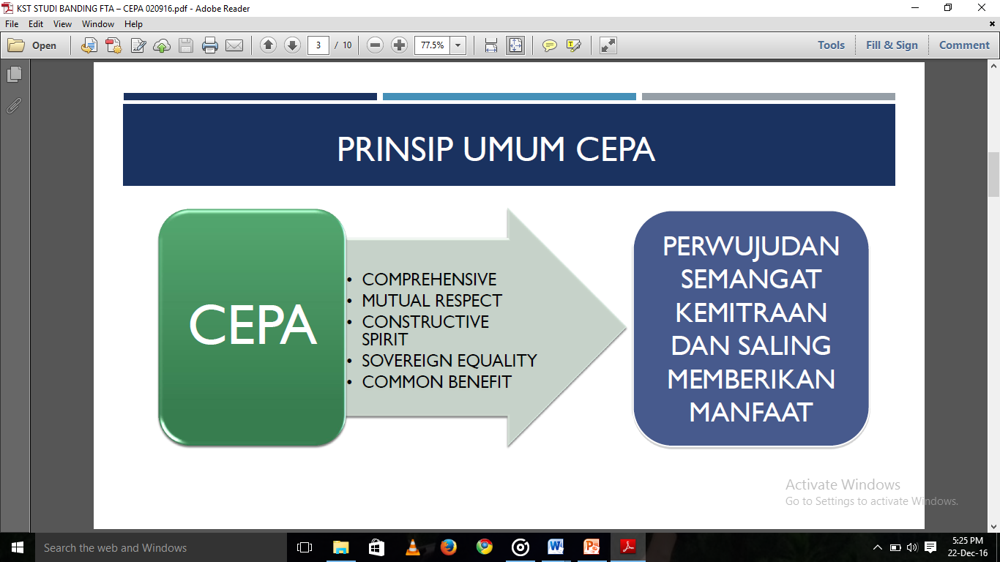 KST STUDI BANDING FTA – CEPA 020916.pdf - Adobe Reader
File Edit View Window Help
Open 3 / 10 77.5% Tools Fill & Sign Comment
PRINSIP UMUM CEPA
CEPA
• COMPREHENSIVE
• MUTUAL RESPECT
• CONSTRUCTIVE
SPIRIT
• SOVEREIGN EQUALITY
• COMMON BENEFIT
PERWUJUDAN
SEMANGAT
KEMITRAAN
DAN SALING
MEMBERIKAN
MANFAAT
Activate Windows
Go to Settings to activate Windows.
Search the web and Windows
5:25 PM
22-Dec-16